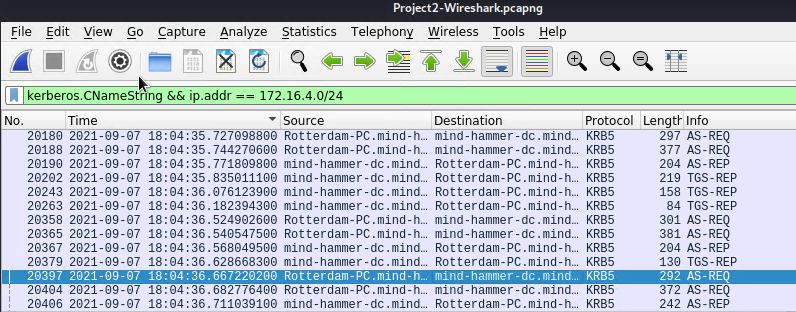 Project2-Wireshark.pcapng
File Edit View Go Capture Analyze Statistics Telephony Wireless Tools Help
kerberos.CNameString && ip.addr == 172.16.4.0/24
No. Time Source Destination Protocol Length Info
20180 2021-09-07 18:04:35.727098800 Rotterdam-PC.mind-h… mind-hammer-dc.mind… KRB5 297 AS-REQ
20188 2021-09-07 18:04:35.744270600 Rotterdam-PC.mind-h… mind-hammer-dc.mind… KRB5 377 AS-REQ
20190 2021-09-07 18:04:35.771809800 mind-hammer-dc.mind… Rotterdam-PC.mind-h… KRB5 204 AS-REP
20202 2021-09-07 18:04:35.835011100 mind-hammer-dc.mind… Rotterdam-PC.mind-h… KRB5 219 TGS-REP
20243 2021-09-07 18:04:36.076123900 mind-hammer-dc.mind… Rotterdam-PC.mind-h… KRB5 158 TGS-REP
20263 2021-09-07 18:04:36.182394300 mind-hammer-dc.mind… Rotterdam-PC.mind-h… KRB5 84 TGS-REP
20358 2021-09-07 18:04:36.524902600 Rotterdam-PC.mind-h… mind-hammer-dc.mind… KRB5 301 AS-REQ
20365 2021-09-07 18:04:36.540547500 Rotterdam-PC.mind-h… mind-hammer-dc.mind… KRB5 381 AS-REQ
20367 2021-09-07 18:04:36.568049500 mind-hammer-dc.mind… Rotterdam-PC.mind-h… KRB5 204 AS-REP
20379 2021-09-07 18:04:36.628668300 mind-hammer-dc.mind… Rotterdam-PC.mind-h… KRB5 130 TGS-REP
20397 2021-09-07 18:04:36.667220200 Rotterdam-PC.mind-h… mind-hammer-dc.mind… KRB5 292 AS-REQ
20404 2021-09-07 18:04:36.682776400 Rotterdam-PC.mind-h… mind-hammer-dc.mind… KRB5 372 AS-REQ
20406 2021-09-07 18:04:36.711039100 mind-hammer-dc.mind… Rotterdam-PC.mind-h… KRB5 242 AS-REP